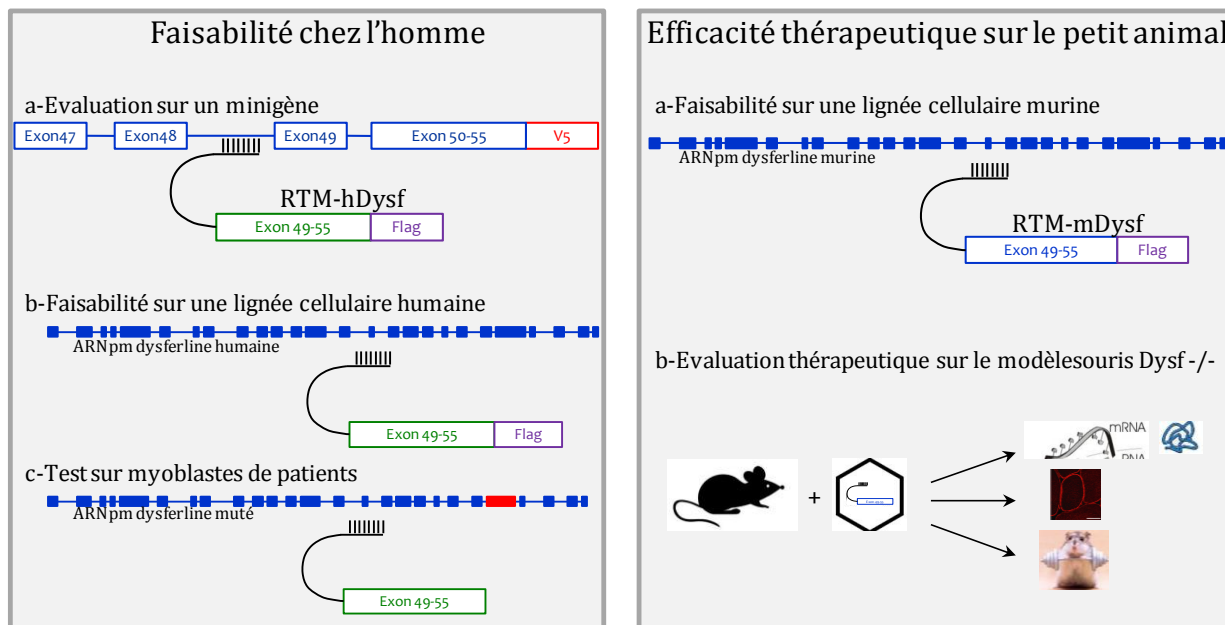 Faisabilité chez l'homme
a-Evaluation sur un minigène
Exon47 Exon48 Exon49 Exon 50-55 V5
RTM-hDysf
Exon 49-55 Flag
b-Faisabilité sur une lignée cellulaire humaine
ARNpm dysferline humaine
Exon 49-55 Flag
c-Test sur myoblastes de patients
ARNpm dysferline muté
Exon 49-55
Efficacité thérapeutique sur le petit animal
a-Faisabilité sur une lignée cellulaire murine
ARNpm dysferline murine
RTM-mDysf
Exon 49-55 Flag
b-Evaluation thérapeutique sur le modèlesouris Dysf -/-
mRNA
+